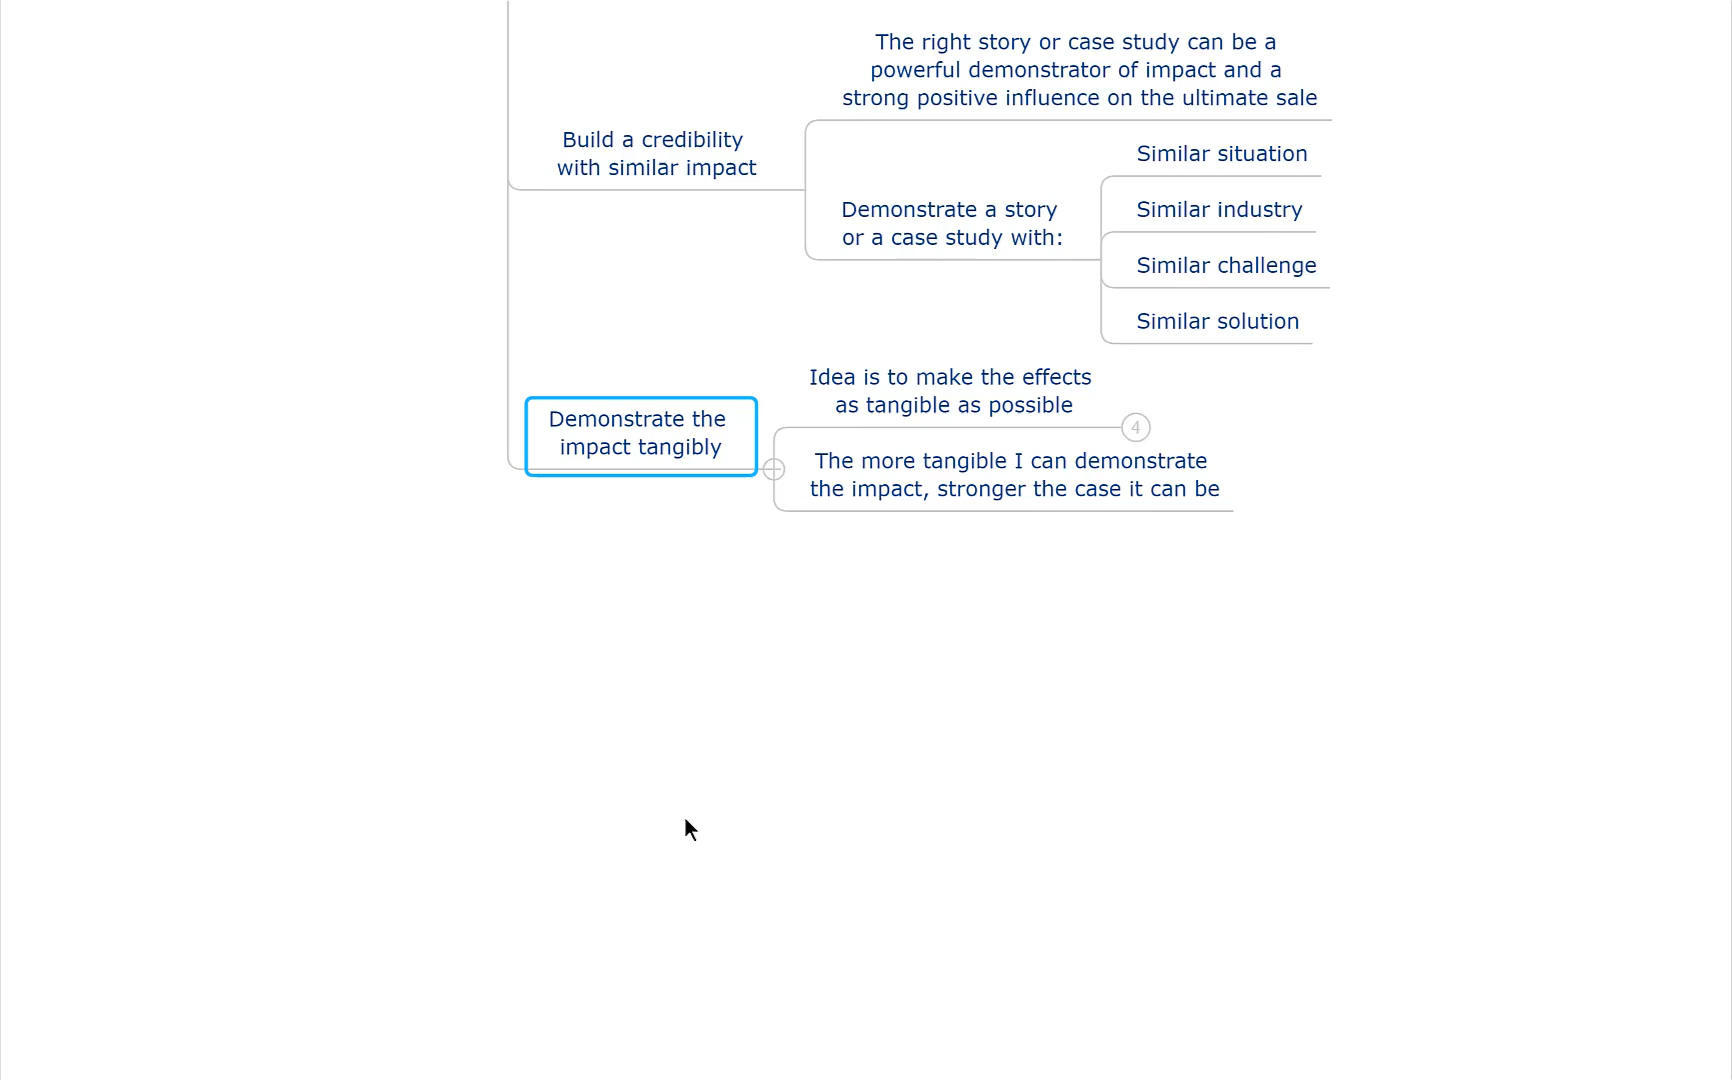 The right story or case study can be a
powerful demonstrator of impact and a
strong positive influence on the ultimate sale
Build a credibility
with similar impact
Similar situation
Demonstrate a story
or a case study with:
Similar industry
Similar challenge
Similar solution
Idea is to make the effects
as tangible as possible
4
Demonstrate the
impact tangibly
The more tangible I can demonstrate
the impact, stronger the case it can be